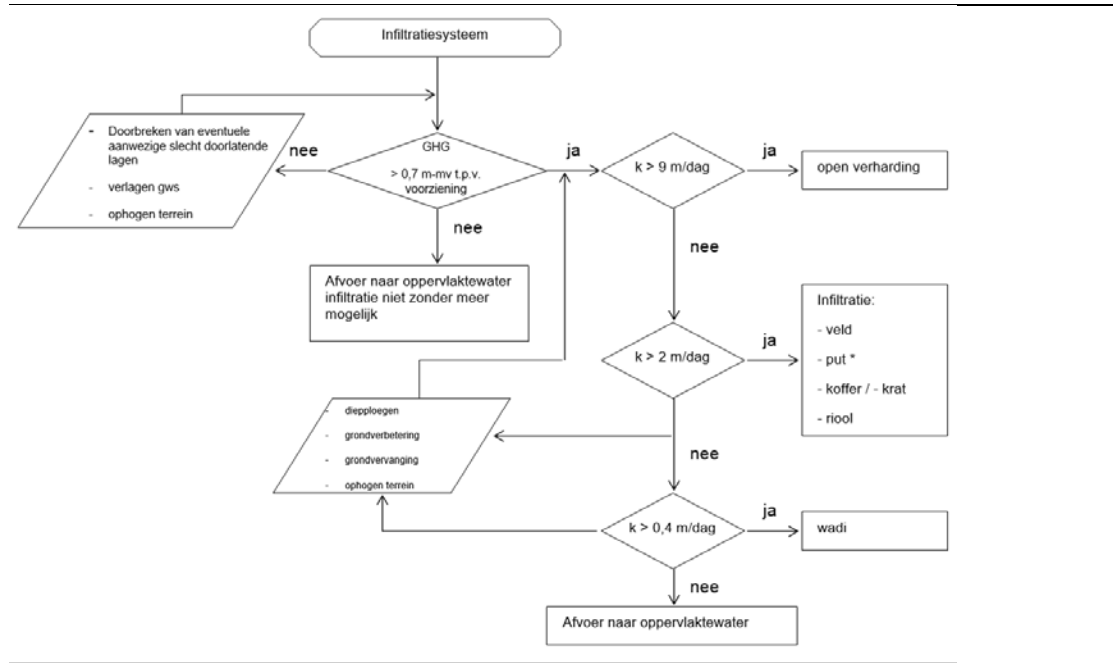 Infiltratiesysteem
- Doorbreken van eventuele
aanwezige slecht doorlatende
lagen
- verlagen gws
- ophogen terrein
nee
GHG
> 0,7 m-mv t.p.v.
voorziening
ja
k > 9 m/dag
ja
open verharding
nee
nee
Afvoer naar oppervlaktewater
infiltratie niet zonder meer
mogelijk
k > 2 m/dag
ja
Infiltratie:
- veld
- put *
- koffer / - krat
- riool
- diepploegen
- grondverbetering
- grondvervanging
- ophogen terrein
nee
k > 0,4 m/dag
ja
wadi
nee
Afvoer naar oppervlaktewater